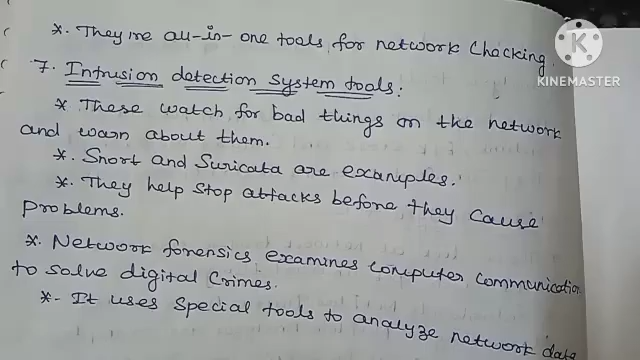 *. They're all-in-one tools for network checking.
7. Intrusion detection system tools:
* These watch for bad things on the network
and warn about them.
*. Snort and Suricata are examples.
*. They help stop attacks before they cause
problems.
*. Network forensics examines computer communication
to solve digital crimes.
*. It uses special tools to analyze network data
KINEMASTER